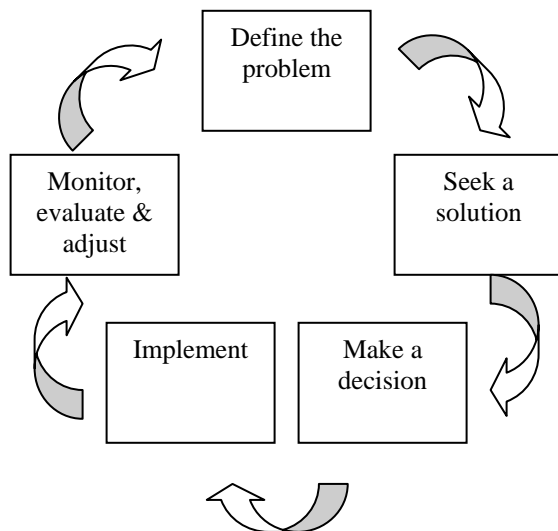 Define the
problem
Seek a
solution
Make a
decision
Implement
Monitor,
evaluate &
adjust